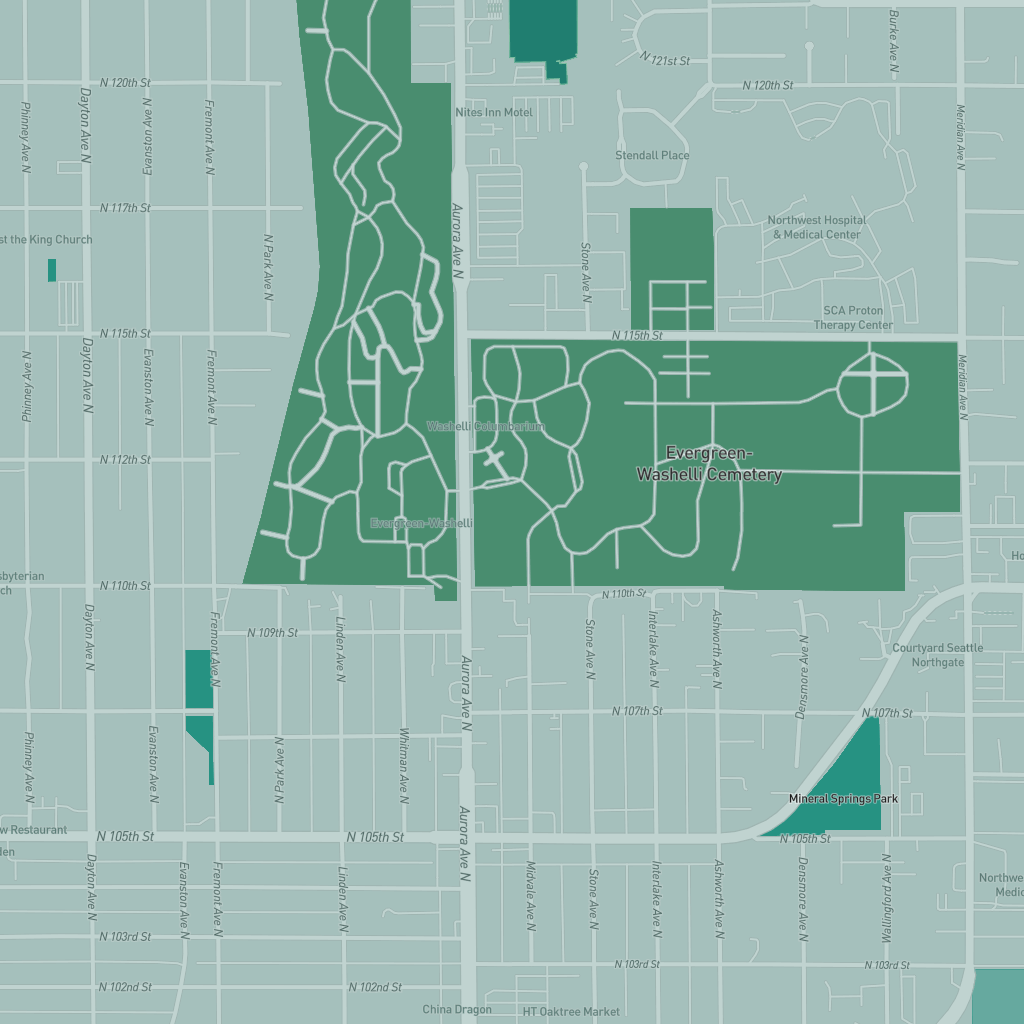 Burke Ave N
N 121st St
N 120th St
N 120th St
Phinney Ave N
Dayton Ave N
Evanston Ave N
Fremont Ave N
Nites Inn Motel
Meridian Ave N
Stendall Place
N 117th St
Aurora Ave N
Northwest Hospital
& Medical Center
st the King Church
N Park Ave N
Stone Ave N
SCA Proton
Therapy Center
N 115th St
N 115th St
Phinney Ave N
Dayton Ave N
Evanston Ave N
Fremont Ave N
Meridian Ave N
Washelli Columbarium
Evergreen-
Washelli Cemetery
N 112th St
Evergreen-Washelli
Ho
sbyterian
ch
N 110th St
N 110th St
Dayton Ave N
Fremont Ave N
N 109th St
Linden Ave N
Stone Ave N
Interlake Ave N
Ashworth Ave N
Densmore Ave N
Courtyard Seattle
Northgate
Aurora Ave N
N 107th St
N 107th St
Phinney Ave N
Evanston Ave N
N Park Ave N
Whitman Ave N
Mineral Springs Park
w Restaurant
N 105th St
N 105th St
N 105th St
den
Aurora Ave N
Dayton Ave N
Evanston Ave N
Fremont Ave N
Linden Ave N
Midvale Ave N
Stone Ave N
Interlake Ave N
Ashworth Ave N
Densmore Ave N
Wallingford Ave N
Northwe
Medic
N 103rd St
N 103rd St
N 103rd St
N 102nd St
N 102nd St
China Dragon
HT Oaktree Market